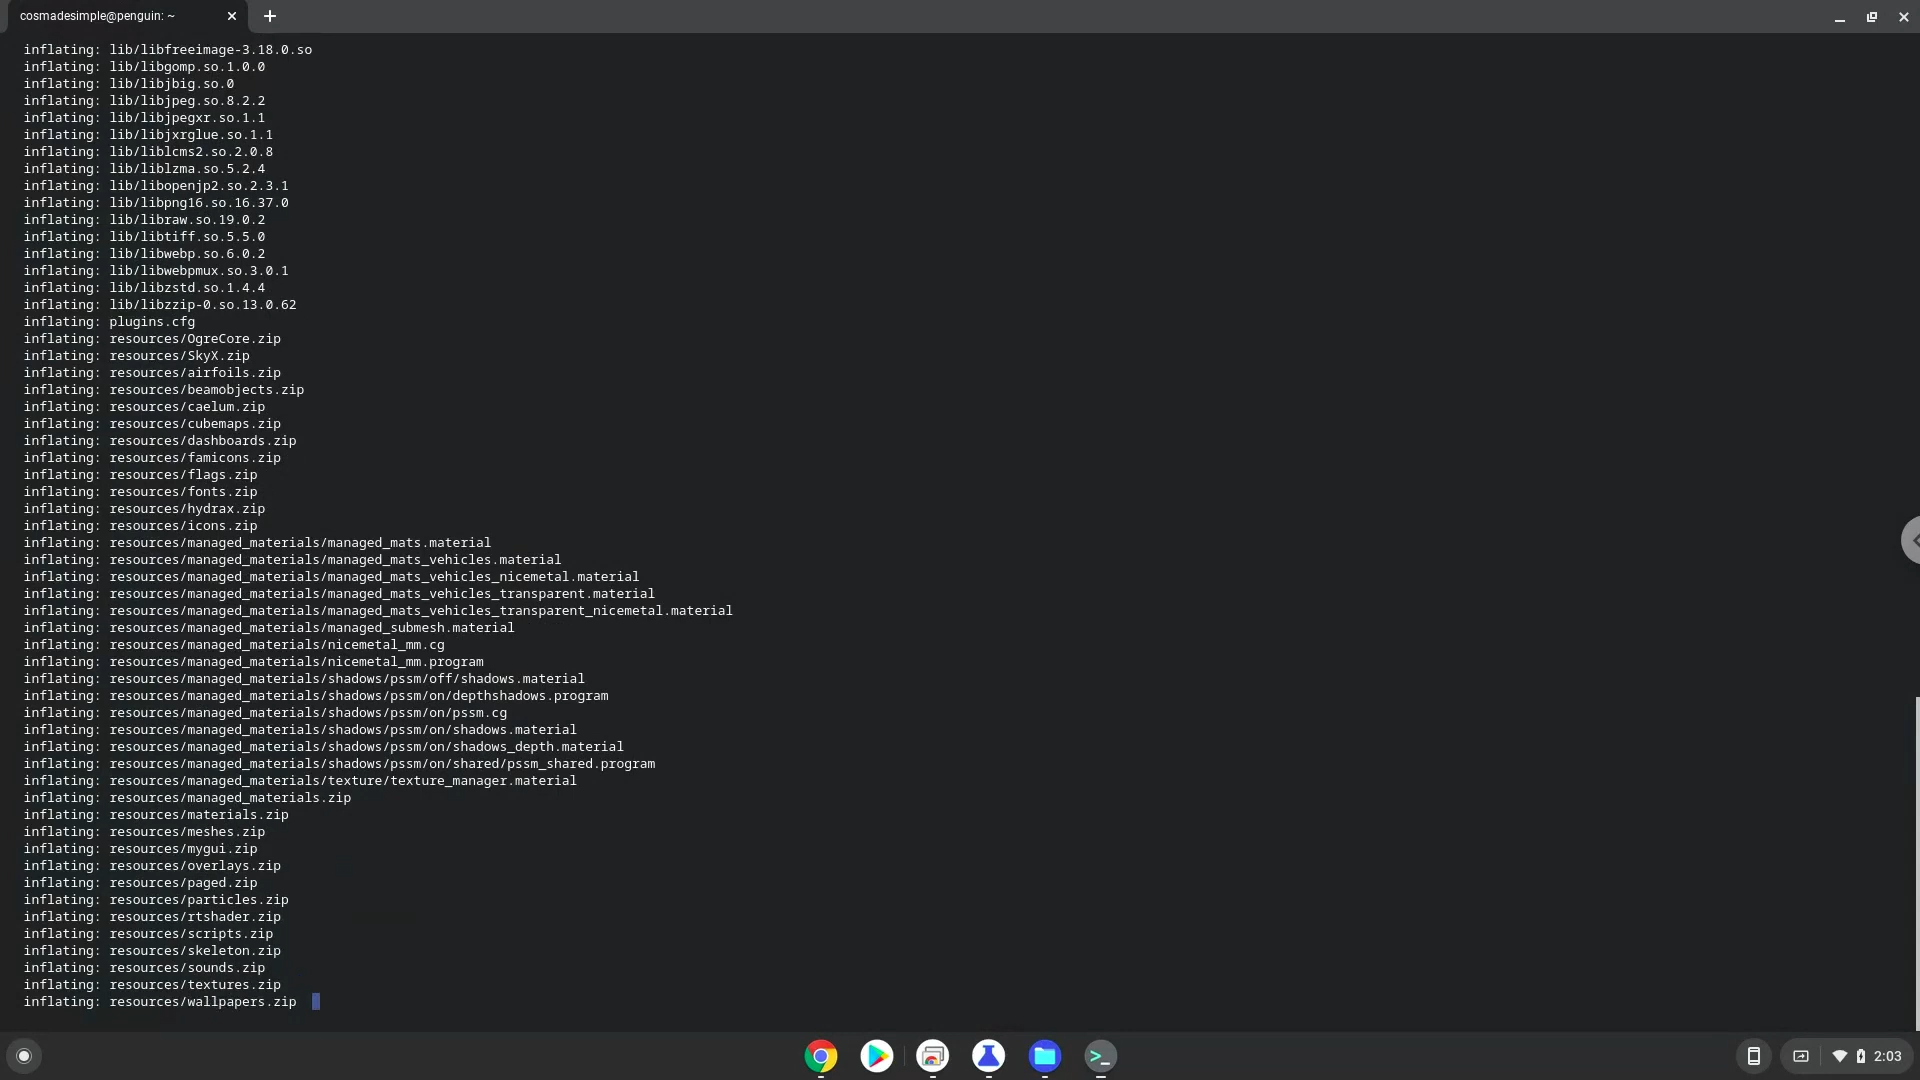 cosmadesimple@penguin: ~
inflating: lib/libfreeimage-3.18.0.so
inflating: lib/libgomp.so.1.0.0
inflating: lib/libjbig.so.0
inflating: lib/libjpeg.so.8.2.2
inflating: lib/libjpegxr.so.1.1
inflating: lib/libjxrglue.so.1.1
inflating: lib/liblcms2.so.2.0.8
inflating: lib/liblzma.so.5.2.4
inflating: lib/libopenjp2.so.2.3.1
inflating: lib/libpng16.so.16.37.0
inflating: lib/libraw.so.19.0.2
inflating: lib/libtiff.so.5.5.0
inflating: lib/libwebp.so.6.0.2
inflating: lib/libwebpmux.so.3.0.1
inflating: lib/libzstd.so.1.4.4
inflating: lib/libzzip-0.so.13.0.62
inflating: plugins.cfg
inflating: resources/OgreCore.zip
inflating: resources/SkyX.zip
inflating: resources/airfoils.zip
inflating: resources/beamobjects.zip
inflating: resources/caelum.zip
inflating: resources/cubemaps.zip
inflating: resources/dashboards.zip
inflating: resources/famicons.zip
inflating: resources/flags.zip
inflating: resources/fonts.zip
inflating: resources/hydrax.zip
inflating: resources/icons.zip
inflating: resources/managed_materials/managed_mats.material
inflating: resources/managed_materials/managed_mats_vehicles.material
inflating: resources/managed_materials/managed_mats_vehicles_nicemetal.material
inflating: resources/managed_materials/managed_mats_vehicles_transparent.material
inflating: resources/managed_materials/managed_mats_vehicles_transparent_nicemetal.material
inflating: resources/managed_materials/managed_submesh.material
inflating: resources/managed_materials/nicemetal_mm.cg
inflating: resources/managed_materials/nicemetal_mm.program
inflating: resources/managed_materials/shadows/pssm/off/shadows.material
inflating: resources/managed_materials/shadows/pssm/on/depthshadows.program
inflating: resources/managed_materials/shadows/pssm/on/pssm.cg
inflating: resources/managed_materials/shadows/pssm/on/shadows.material
inflating: resources/managed_materials/shadows/pssm/on/shadows_depth.material
inflating: resources/managed_materials/shadows/pssm/on/shared/pssm_shared.program
inflating: resources/managed_materials/texture/texture_manager.material
inflating: resources/managed_materials.zip
inflating: resources/materials.zip
inflating: resources/meshes.zip
inflating: resources/mygui.zip
inflating: resources/overlays.zip
inflating: resources/paged.zip
inflating: resources/particles.zip
inflating: resources/rtshader.zip
inflating: resources/scripts.zip
inflating: resources/skeleton.zip
inflating: resources/sounds.zip
inflating: resources/textures.zip
inflating: resources/wallpapers.zip
2:03